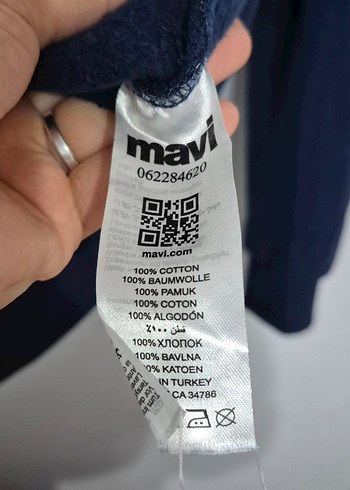 mavi
062284620
mavi.com
100% COTTON
100% BAUMWOLLE
100% PAMUK
100% COTON
100% ALGODÓN
قطن ١٠٠٪
100% ХЛОПОК
100% BAVLNA
% KATOEN
IN TURKEY
CA 34786